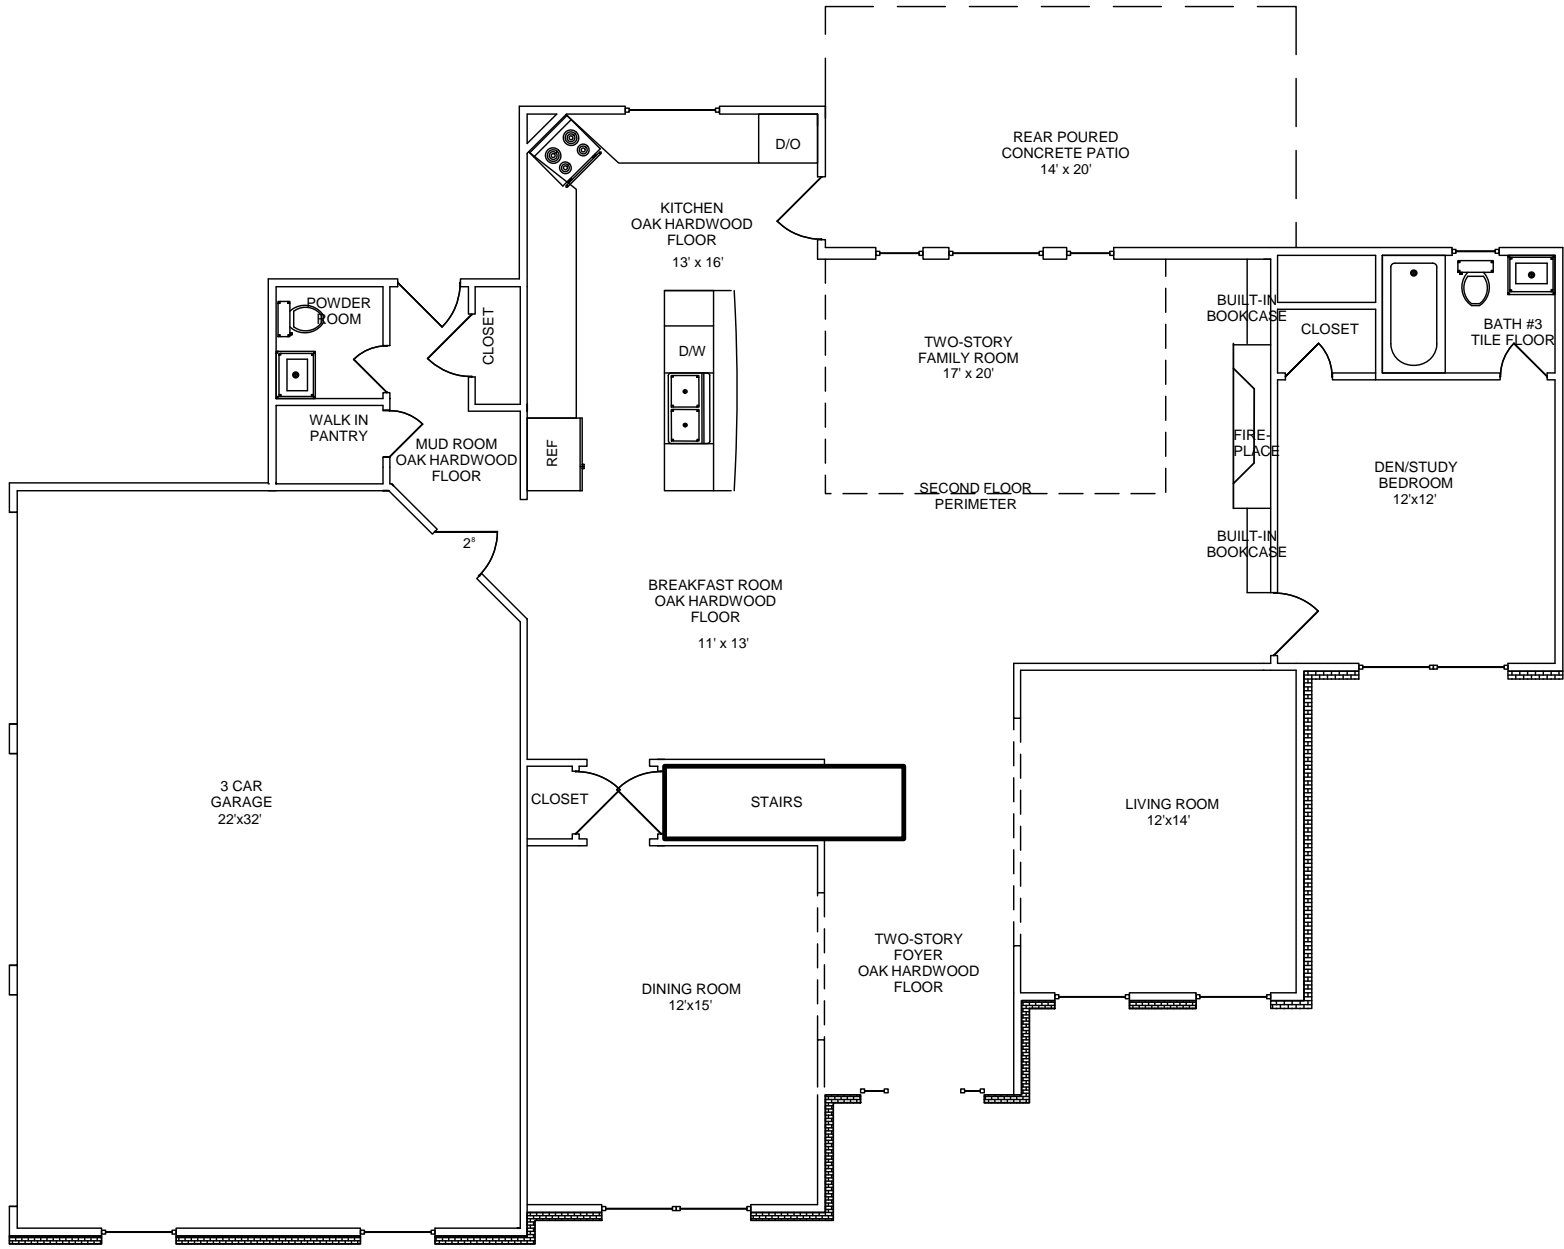 REAR POURED
CONCRETE PATIO
14' x 20'
D/O
KITCHEN
OAK HARDWOOD
FLOOR
13' x 16'
POWDER
ROOM
CLOSET
D/W
TWO-STORY
FAMILY ROOM
17' x 20'
BUILT-IN
BOOKCASE
CLOSET
BATH #3
TILE FLOOR
WALK IN
PANTRY
MUD ROOM
OAK HARDWOOD
FLOOR
REF
FIRE-
PLACE
DEN/STUDY
BEDROOM
12'x12'
SECOND FLOOR
PERIMETER
2⁸
BUILT-IN
BOOKCASE
BREAKFAST ROOM
OAK HARDWOOD
FLOOR
11' x 13'
3 CAR
GARAGE
22'x32'
CLOSET
STAIRS
LIVING ROOM
12'x14'
TWO-STORY
FOYER
OAK HARDWOOD
FLOOR
DINING ROOM
12'x15'